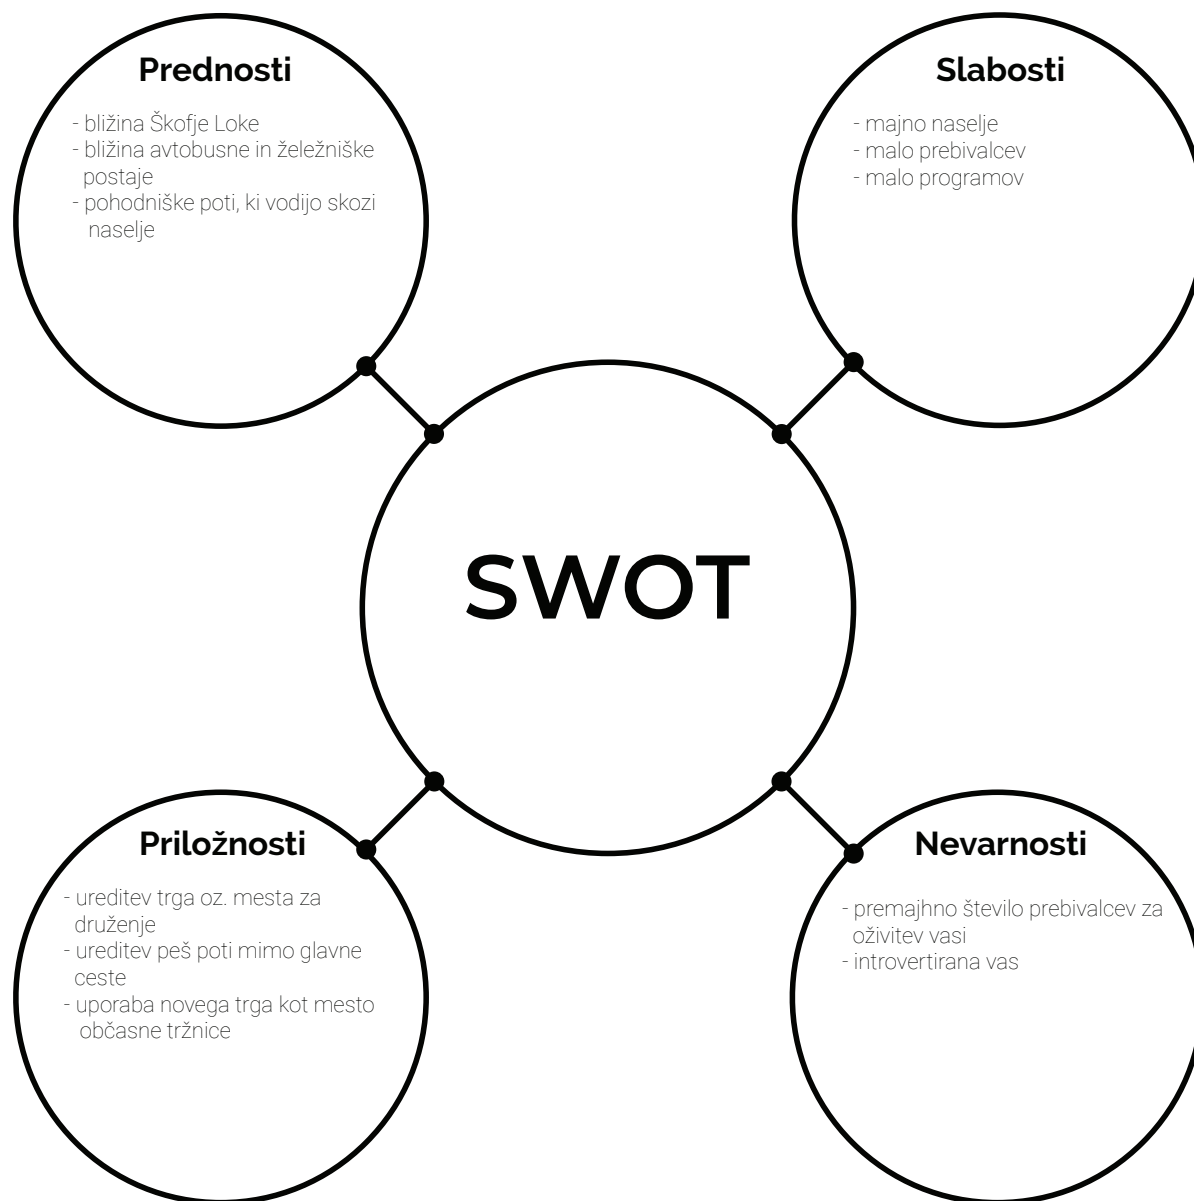 Prednosti
- bližina Škofje Loke
- bližina avtobusne in železniške
postaje
- pohodniške poti, ki vodijo skozi
naselje
Slabosti
- majno naselje
- malo prebivalcev
- malo programov
SWOT
Priložnosti
- ureditev trga oz. mesta za
druženje
- ureditev peš poti mimo glavne
ceste
- uporaba novega trga kot mesto
občasne tržnice
Nevarnosti
- premajhno število prebivalcev za
oživitev vasi
- introvertirana vas